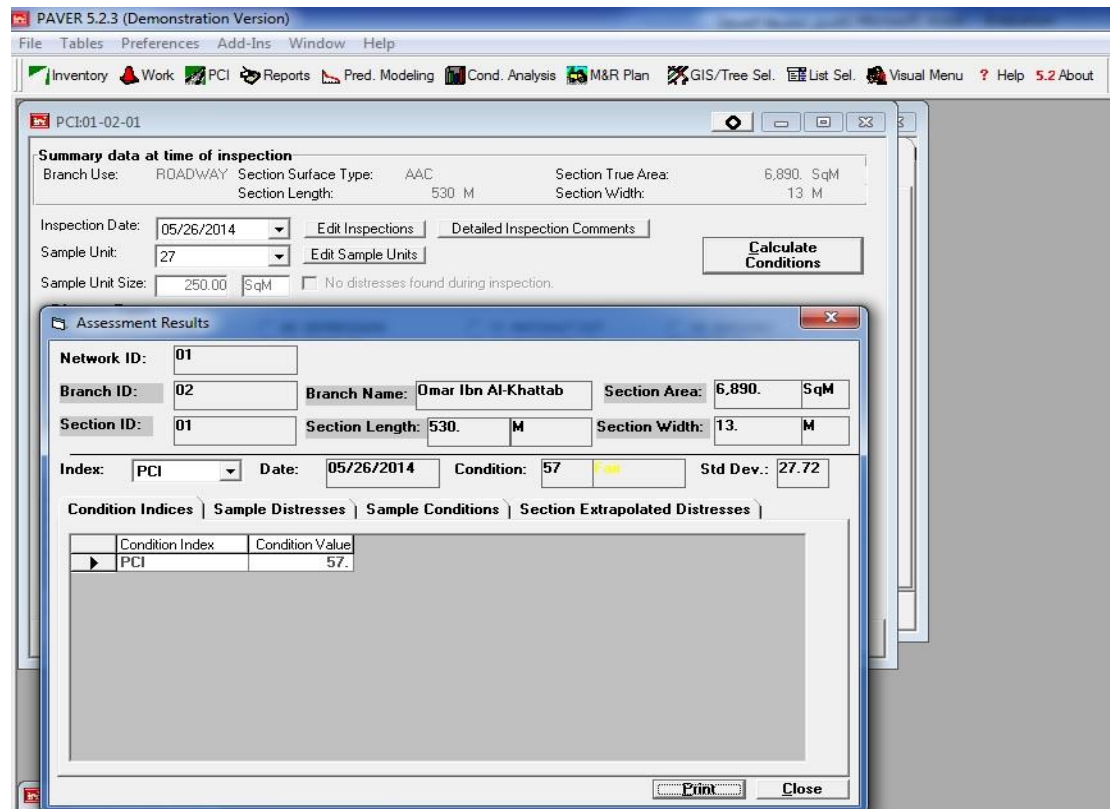 PAVER 5.2.3 (Demonstration Version)
File Tables Preferences Add-Ins Window Help
Inventory Work PCI Reports Pred. Modeling Cond. Analysis M&R Plan GIS/Tree Sel. List Sel. Visual Menu ? Help 5.2 About
PCI:01-02-01
Summary data at time of inspection
Branch Use: ROADWAY Section Surface Type: AAC Section True Area: 6,890. SqM
Section Length: 530 M Section Width: 13 M
Inspection Date: 05/26/2014 Edit Inspections Detailed Inspection Comments
Sample Unit: 27 Edit Sample Units Calculate Conditions
Sample Unit Size: 250.00 SqM No distresses found during inspection.
Assessment Results
Network ID: 01
Branch ID: 02 Branch Name: Omar Ibn Al-Khattab Section Area: 6,890. SqM
Section ID: 01 Section Length: 530. M Section Width: 13. M
Index: PCI Date: 05/26/2014 Condition: 57 Fair Std Dev.: 27.72
Condition Indices Sample Distresses Sample Conditions Section Extrapolated Distresses
Condition Index Condition Value
PCI 57.
Print Close